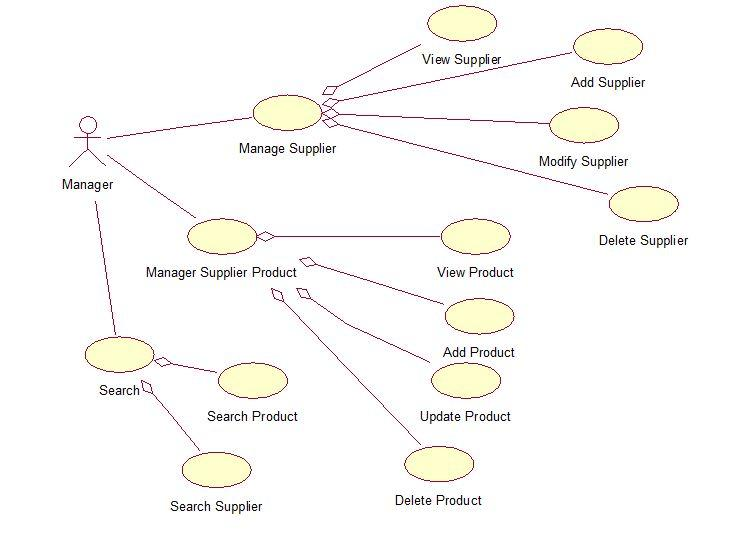 View Supplier
Add Supplier
Manage Supplier
Modify Supplier
Manager
Delete Supplier
Manager Supplier Product
View Product
Add Product
Search
Search Product
Update Product
Delete Product
Search Supplier